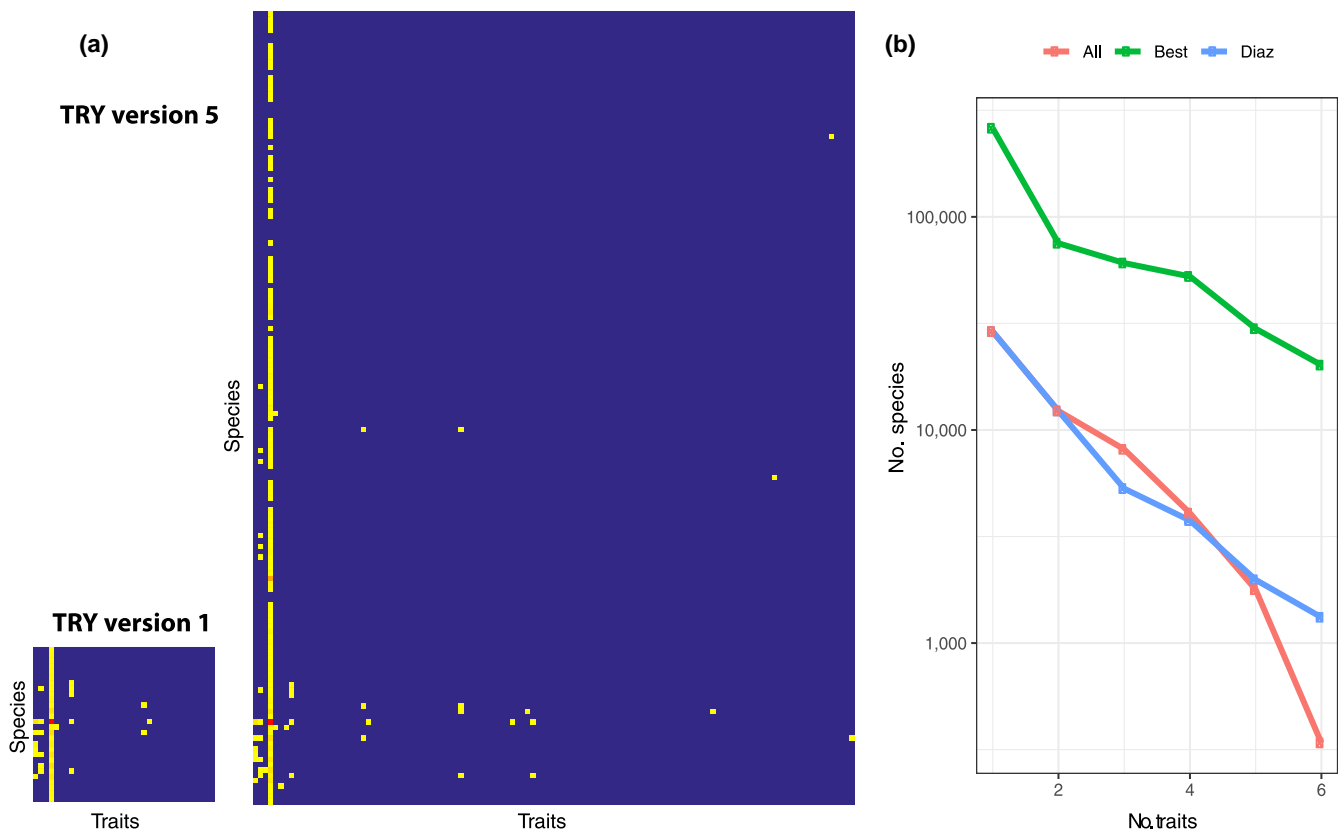 (a)
TRY version 5
Species
Traits
TRY version 1
Species
Traits
(b)
All Best Diaz
100,000
10,000
1,000
No. species
2 4 6
No. traits